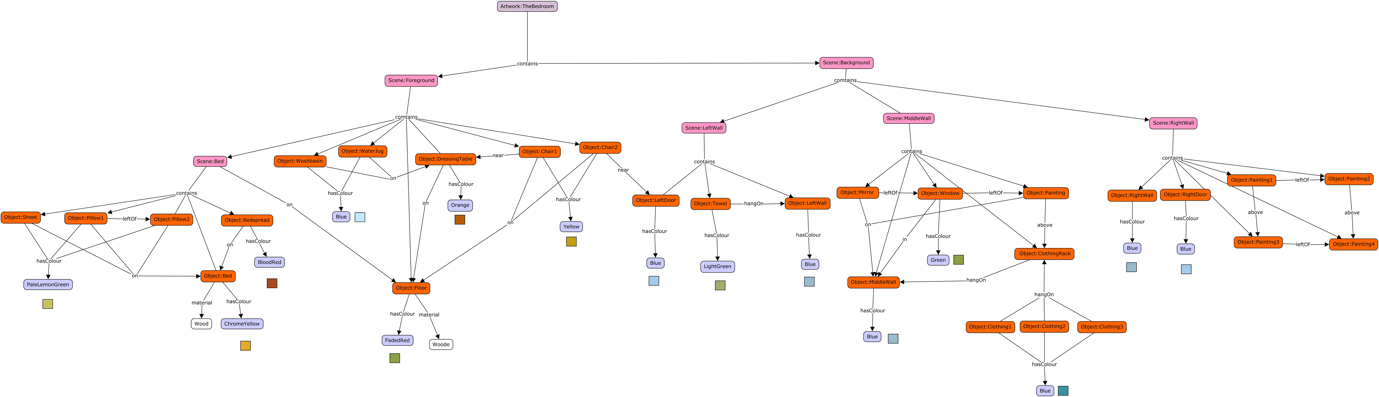 Artwork:TheBedroom
contains
Scene:Background
Scene:Foreground
comtains
Scene:LeftWall
Scene:MiddleWall
Scene:RightWall
comtains
Object:Washbasin
Object:WaterJug
Object:DressingTable
near
Object:Chair1
Object:Chair2
Scene:Bed
contains
contains
contains
contains
near
on
hasColour
hasColour
hasColour
Object:Sheet
Object:Pillow1
leftOf
Object:Pillow2
Object:Bedspread
on
on
Blue
Orange
Yellow
on
Object:LeftDoor
Object:Towel
hangOn
Object:LeftWall
Object:Mirror
leftOf
Object:Window
leftOf
Object:Painting
Object:RightWall
Object:RightDoor
Object:Painting1
leftOf
Object:Painting2
on
hasColour
hasColour
hasColour
hasColour
on
in
hasColour
above
hasColour
hasColour
above
above
Object:Painting3
leftOf
Object:Painting4
hasColour
on
Object:Bed
BloodRed
Blue
LightGreen
Blue
Green
Object:ClothingRack
Blue
Blue
PaleLemonGreen
Object:Floor
Object:MiddleWall
hangOn
material
hasColour
hasColour
material
hasColour
hangOn
Wood
ChromeYellow
FadedRed
Woode
Blue
Object:Clothing1
Object:Clothing2
Object:Clothing3
hasColour
Blue